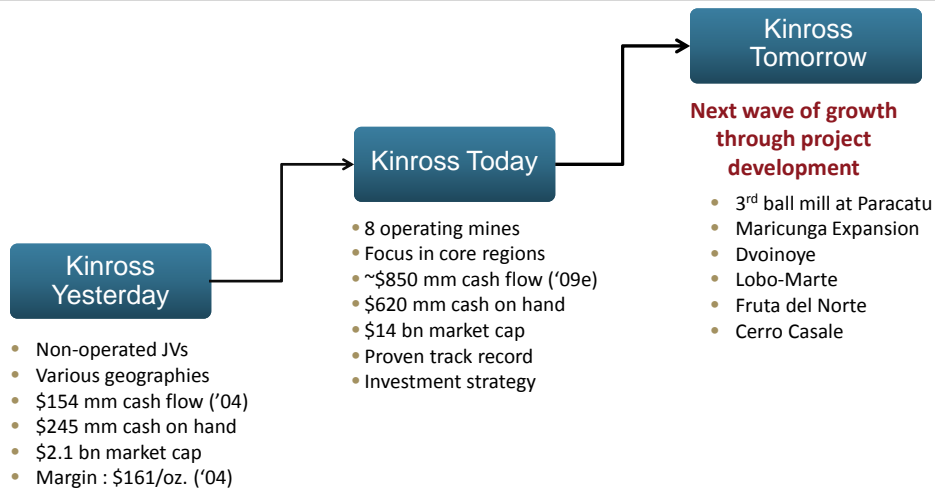 Kinross
Yesterday
• Non-operated JVs
• Various geographies
• $154 mm cash flow (’04)
• $245 mm cash on hand
• $2.1 bn market cap
• Margin : $161/oz. (‘04)
Kinross Today
• 8 operating mines
• Focus in core regions
• ~$850 mm cash flow (‘09e)
• $620 mm cash on hand
• $14 bn market cap
• Proven track record
• Investment strategy
Kinross
Tomorrow
Next wave of growth
through project
development
• 3rd ball mill at Paracatu
• Maricunga Expansion
• Dvoinoye
• Lobo-Marte
• Fruta del Norte
• Cerro Casale